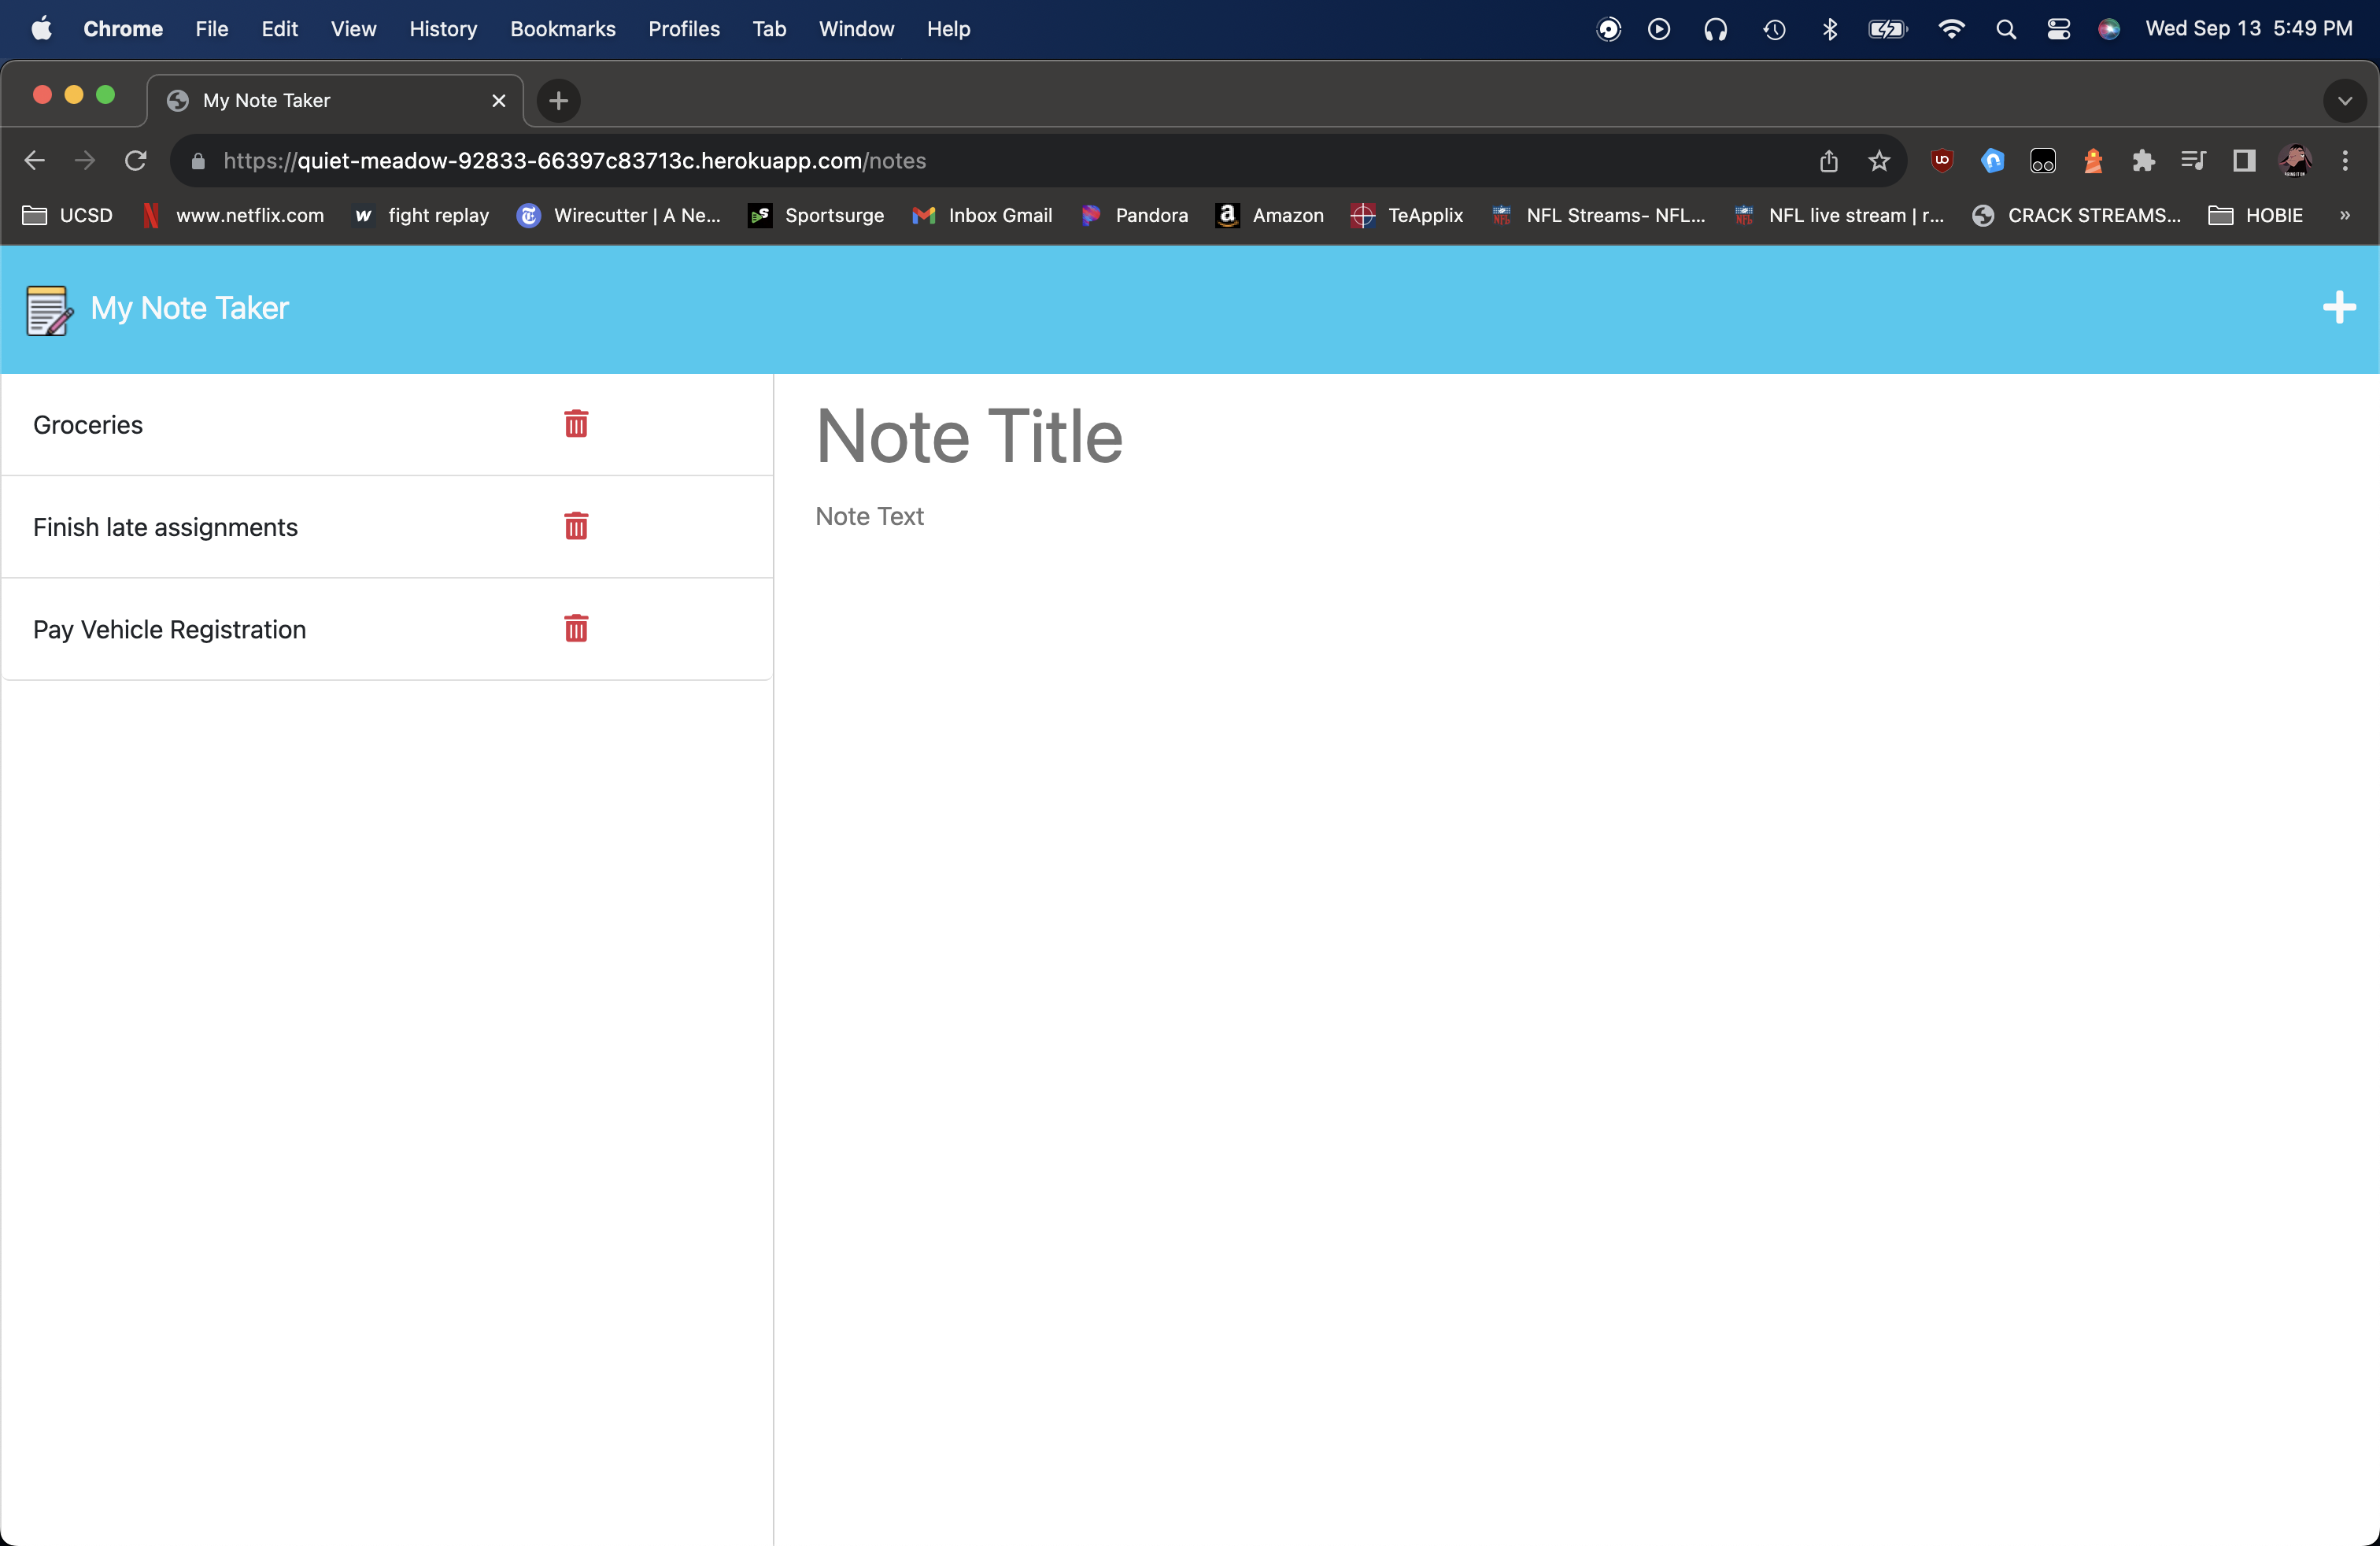 Chrome File Edit View History Bookmarks Profiles Tab Window Help Wed Sep 13 5:49 PM
My Note Taker
https://quiet-meadow-92833-66397c83713c.herokuapp.com/notes
UCSD www.netflix.com fight replay Wirecutter | A Ne... Sportsurge Inbox Gmail Pandora Amazon TeApplix NFL Streams- NFL... NFL live stream | r... CRACK STREAMS... HOBIE »
My Note Taker
Groceries
Finish late assignments
Pay Vehicle Registration
Note Title
Note Text